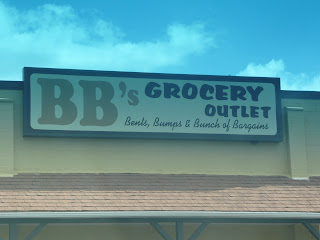 BB's GROCERY
OUTLET
Bents, Bumps & Bunch of Bargains